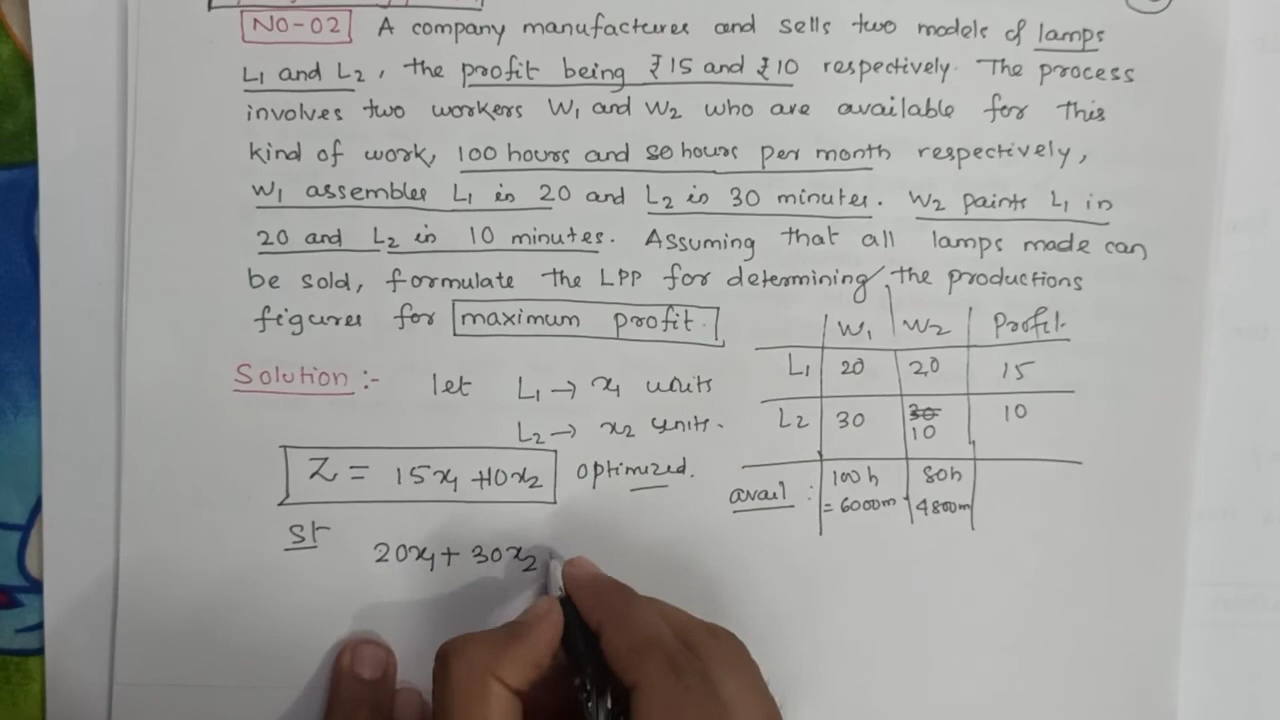 NO-02 A company manufactures and sells two models of lamps
L1 and L2, the profit being ₹15 and ₹10 respectively. The process
involves two workers W1 and W2 who are available for this
kind of work, 100 hours and 80 hours per month respectively,
W1 assembles L1 in 20 and L2 in 30 minutes. W2 paints L1 in
20 and L2 in 10 minutes. Assuming that all lamps made can
be sold, formulate the LPP for determining the productions
figures for maximum profit.
W1 W2 Profit.
L1 20 20 15
L2 30 30 10
10
avail : 100h 80h
= 6000m 4800m
Solution :- let L1 → x1 units
L2 → x2 units.
Z = 15x1 + 10x2 optimized.
St
20x1 + 30x2